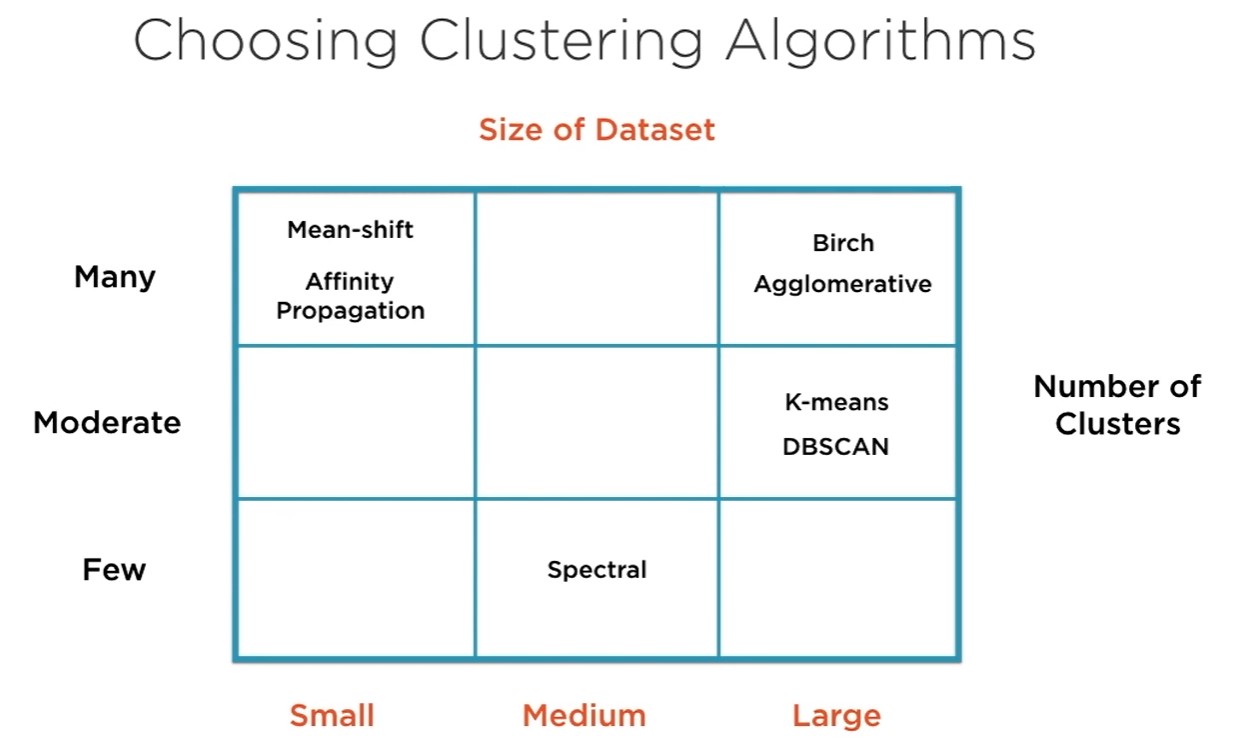 Choosing Clustering Algorithms
Size of Dataset
Many
Mean-shift
Affinity
Propagation
Birch
Agglomerative
Moderate
K-means
DBSCAN
Number of
Clusters
Few
Spectral
Small
Medium
Large